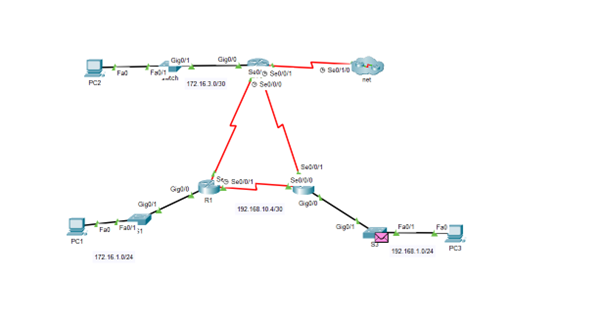 Gig0/1
Gig0/0
Se0/0/1
Se0/1/0
Fa0
Fa0/1
PC2
172.16.3.0/30
Se0/0/0
net
Se0/0/1
Se0/0/1
Se0/0/0
Gig0/0
R1
Gig0/0
192.168.10.4/30
Gig0/1
Fa0
Fa0/1
PC1
172.16.1.0/24
Gig0/1
Fa0/1
Fa0
S3
PC3
192.168.1.0/24